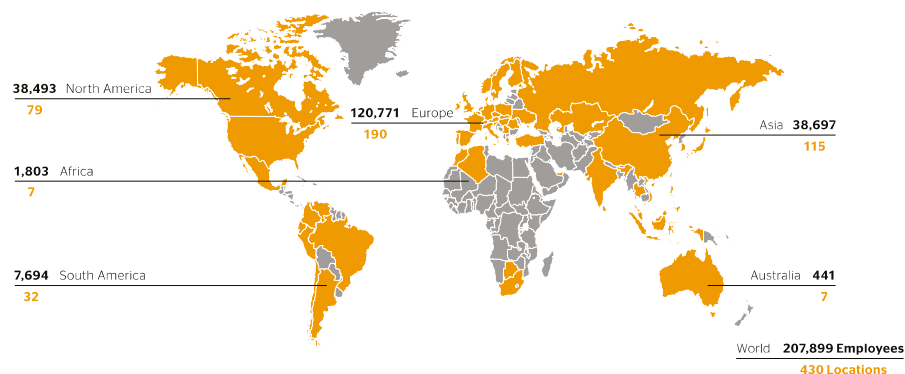 38,493 North America
79
120,771 Europe
190
Asia 38,697
115
1,803 Africa
7
7,694 South America
32
Australia 441
7
World 207,899 Employees
430 Locations